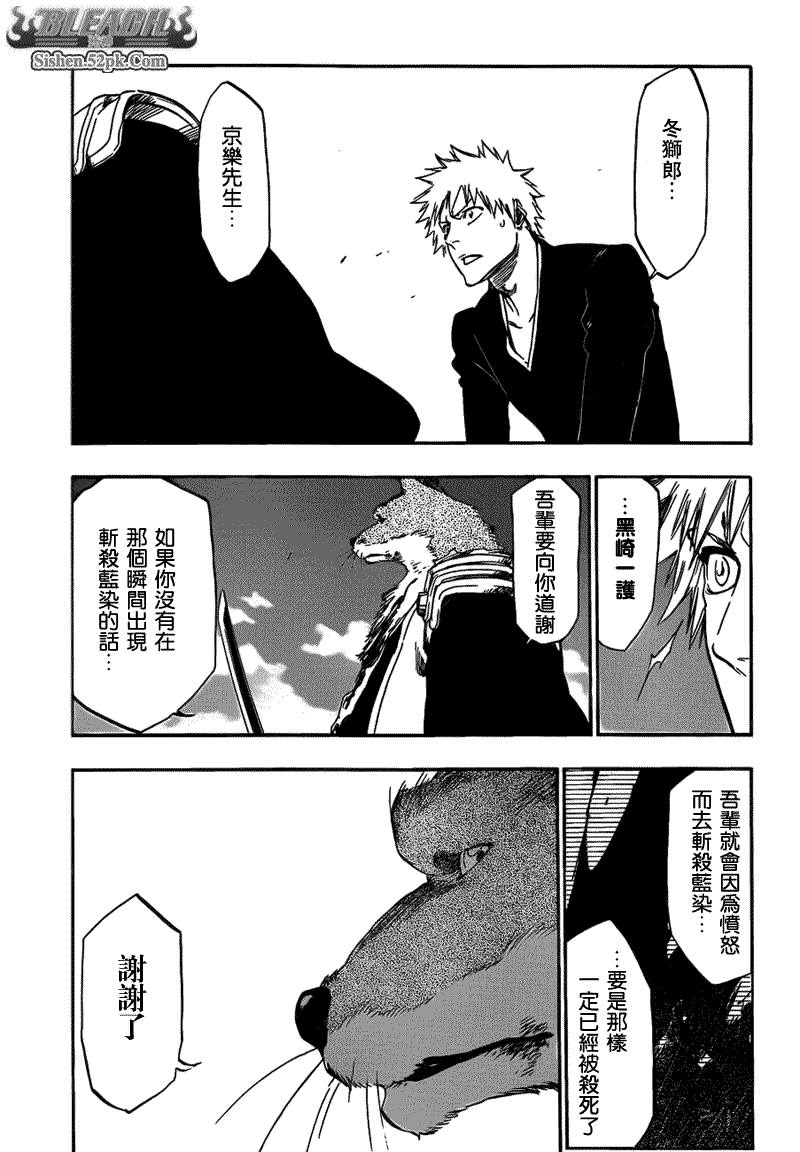 BLEACH
Sishen.52pk.Com
冬獅郎…
京樂先生…
…黑崎一護
吾輩要向你道謝
如果你沒有在
那個瞬間出現
斬殺藍染的話…
吾輩就會因為憤怒
而去斬殺藍染…
…要是那樣
一定已經被殺死了
謝謝了